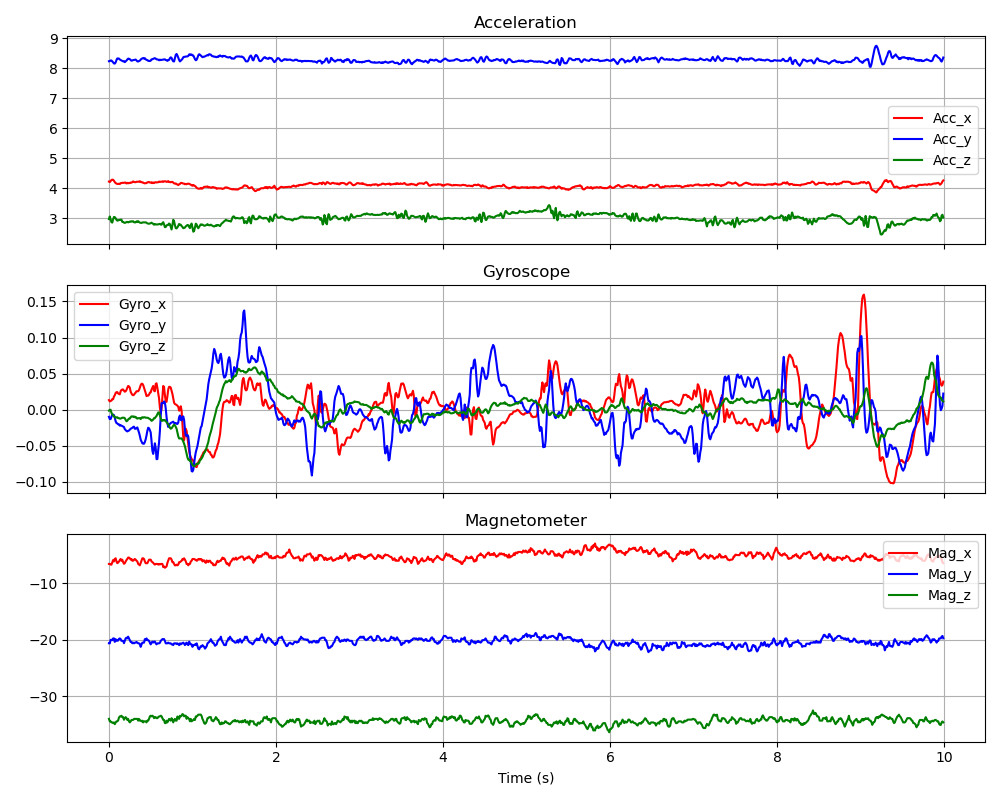 Acceleration
9
8
7
6
5
4
3
Acc_x
Acc_y
Acc_z
Gyroscope
0.15
0.10
0.05
0.00
−0.05
−0.10
Gyro_x
Gyro_y
Gyro_z
Magnetometer
−10
−20
−30
Mag_x
Mag_y
Mag_z
0 2 4 6 8 10
Time (s)